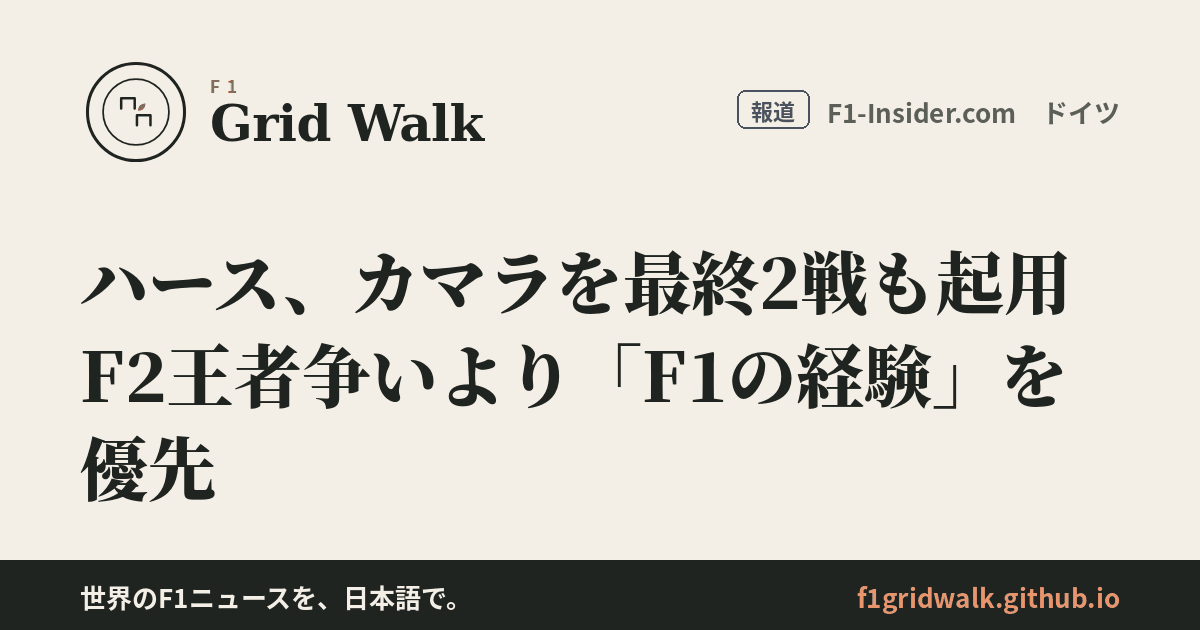 F1
Grid Walk
報道 F1-Insider.com ドイツ
ハース、カマラを最終2戦も起用
F2王者争いより「F1の経験」を
優先
世界のF1ニュースを、日本語で。
f1gridwalk.github.io